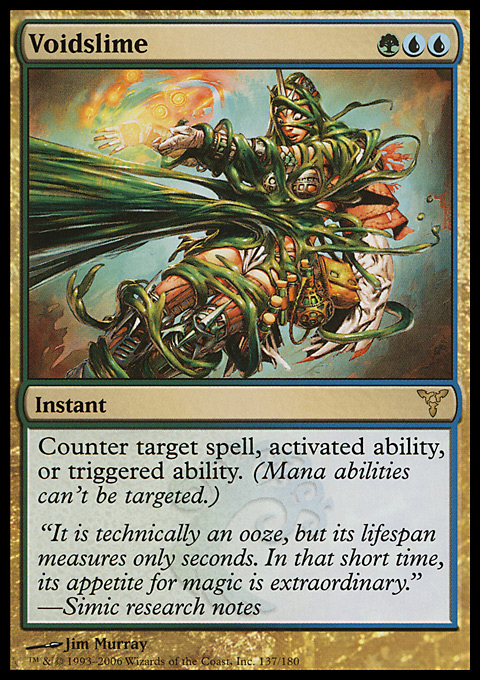 Voidslime
Instant
Counter target spell, activated ability,
or triggered ability. (Mana abilities
can't be targeted.)
“It is technically an ooze, but its lifespan
measures only seconds. In that short time,
its appetite for magic is extraordinary.”
—Simic research notes
Jim Murray
™ & © 1993–2006 Wizards of the Coast, Inc. 137/180